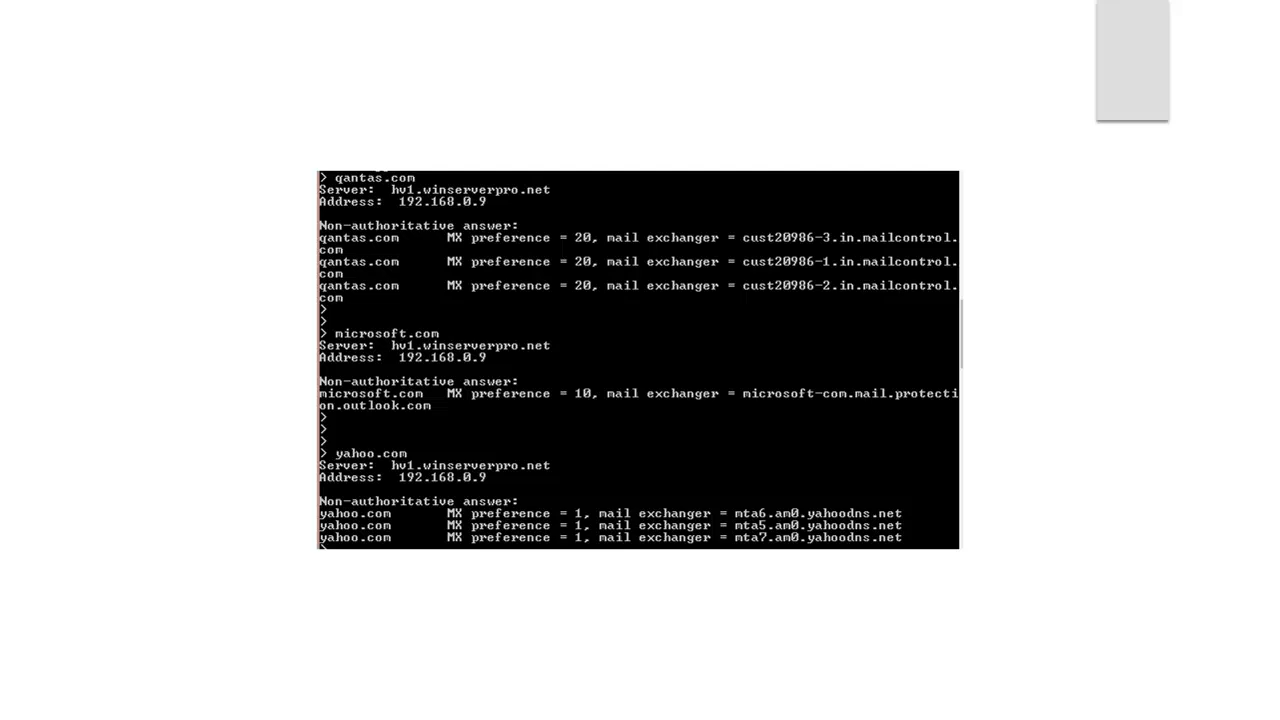 > qantas.com
Server:  hv1.winserverpro.net
Address:  192.168.0.9
Non-authoritative answer:
qantas.com      MX preference = 20, mail exchanger = cust20986-3.in.mailcontrol.
com
qantas.com      MX preference = 20, mail exchanger = cust20986-1.in.mailcontrol.
com
qantas.com      MX preference = 20, mail exchanger = cust20986-2.in.mailcontrol.
com
>
>
> microsoft.com
Server:  hv1.winserverpro.net
Address:  192.168.0.9
Non-authoritative answer:
microsoft.com   MX preference = 10, mail exchanger = microsoft-com.mail.protecti
on.outlook.com
>
>
>
> yahoo.com
Server:  hv1.winserverpro.net
Address:  192.168.0.9
Non-authoritative answer:
yahoo.com       MX preference = 1, mail exchanger = mta6.am0.yahoodns.net
yahoo.com       MX preference = 1, mail exchanger = mta5.am0.yahoodns.net
yahoo.com       MX preference = 1, mail exchanger = mta7.am0.yahoodns.net